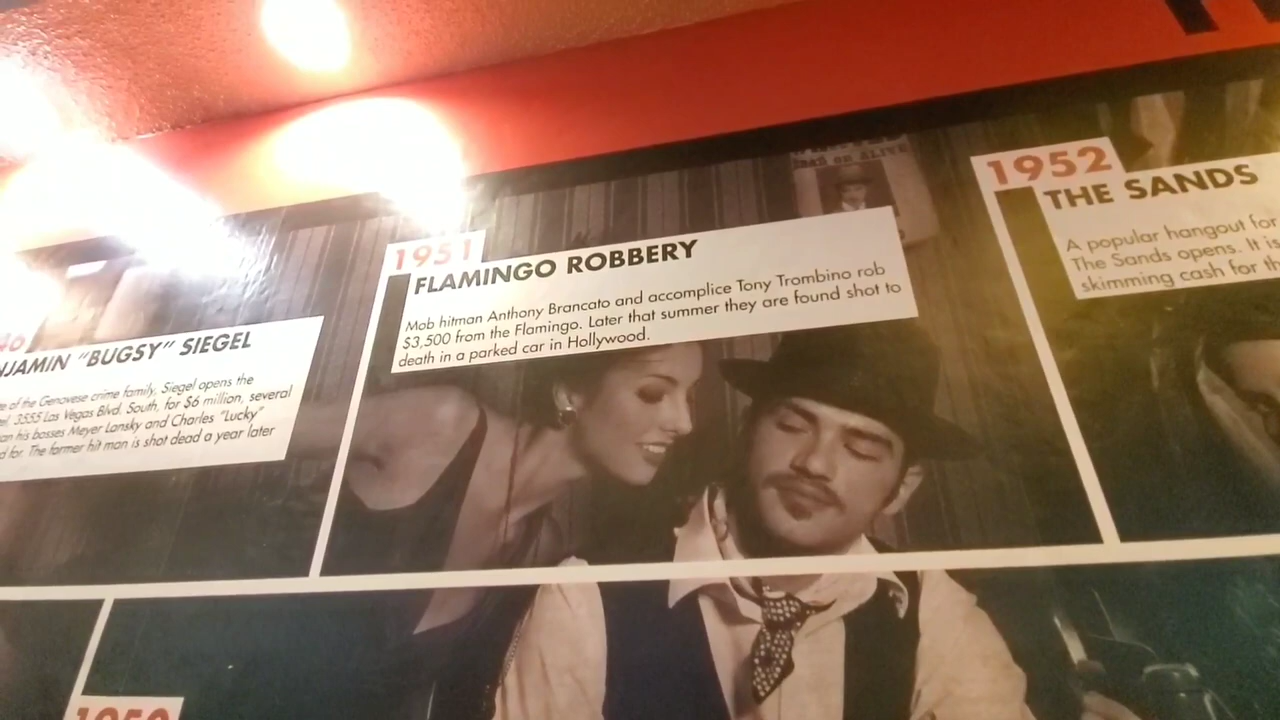 NJAMIN "BUGSY" SIEGEL
e of the Genovese crime family, Siegel opens the
el. 3555 Las Vegas Blvd. South, for $6 million, several
an his bosses Meyer Lansky and Charles "Lucky"
d for. The former hit man is shot dead a year later
1951
FLAMINGO ROBBERY
Mob hitman Anthony Brancato and accomplice Tony Trombino rob
$3,500 from the Flamingo. Later that summer they are found shot to
death in a parked car in Hollywood.
DEAD OR ALIVE
1952
THE SANDS
A popular hangout for
The Sands opens. It is
skimming cash for th